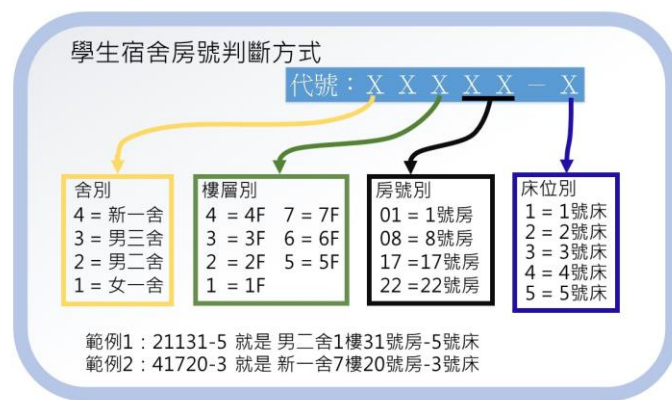 學生宿舍房號判斷方式
代號：X X X X X － X
舍別
4 = 新一舍
3 = 男三舍
2 = 男二舍
1 = 女一舍
樓層別
4 = 4F 7 = 7F
3 = 3F 6 = 6F
2 = 2F 5 = 5F
1 = 1F
房號別
01 = 1號房
08 = 8號房
17 =17號房
22 =22號房
床位別
1 = 1號床
2 = 2號床
3 = 3號床
4 = 4號床
5 = 5號床
範例1：21131-5 就是 男二舍1樓31號房-5號床
範例2：41720-3 就是 新一舍7樓20號房-3號床